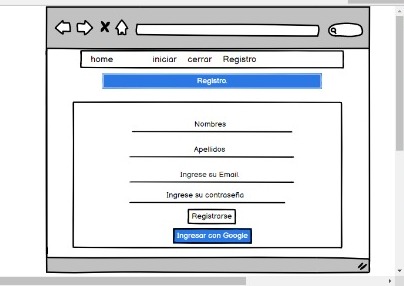 home iniciar cerrar Registro
Registro.
Nombres
Apellidos
Ingrese su Email
Ingrese su contraseña
Registrarse
Ingresar con Google